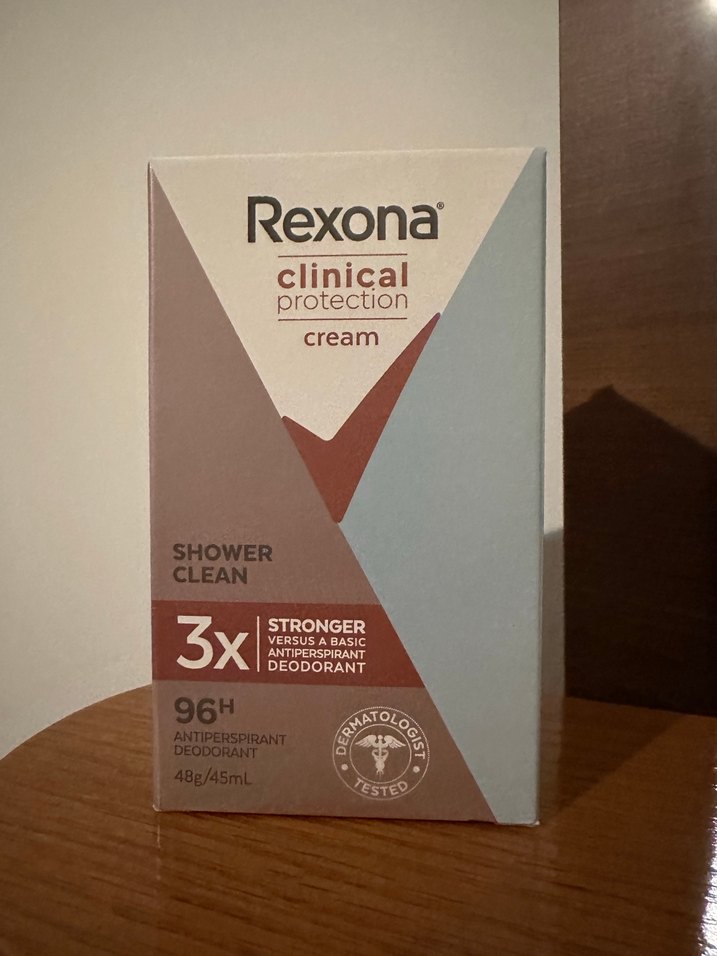 Rexona®
clinical
protection
cream
SHOWER
CLEAN
3x
STRONGER
VERSUS A BASIC
ANTIPERSPIRANT
DEODORANT
96H
ANTIPERSPIRANT
DEODORANT
48g/45mL
DERMATOLOGIST
TESTED